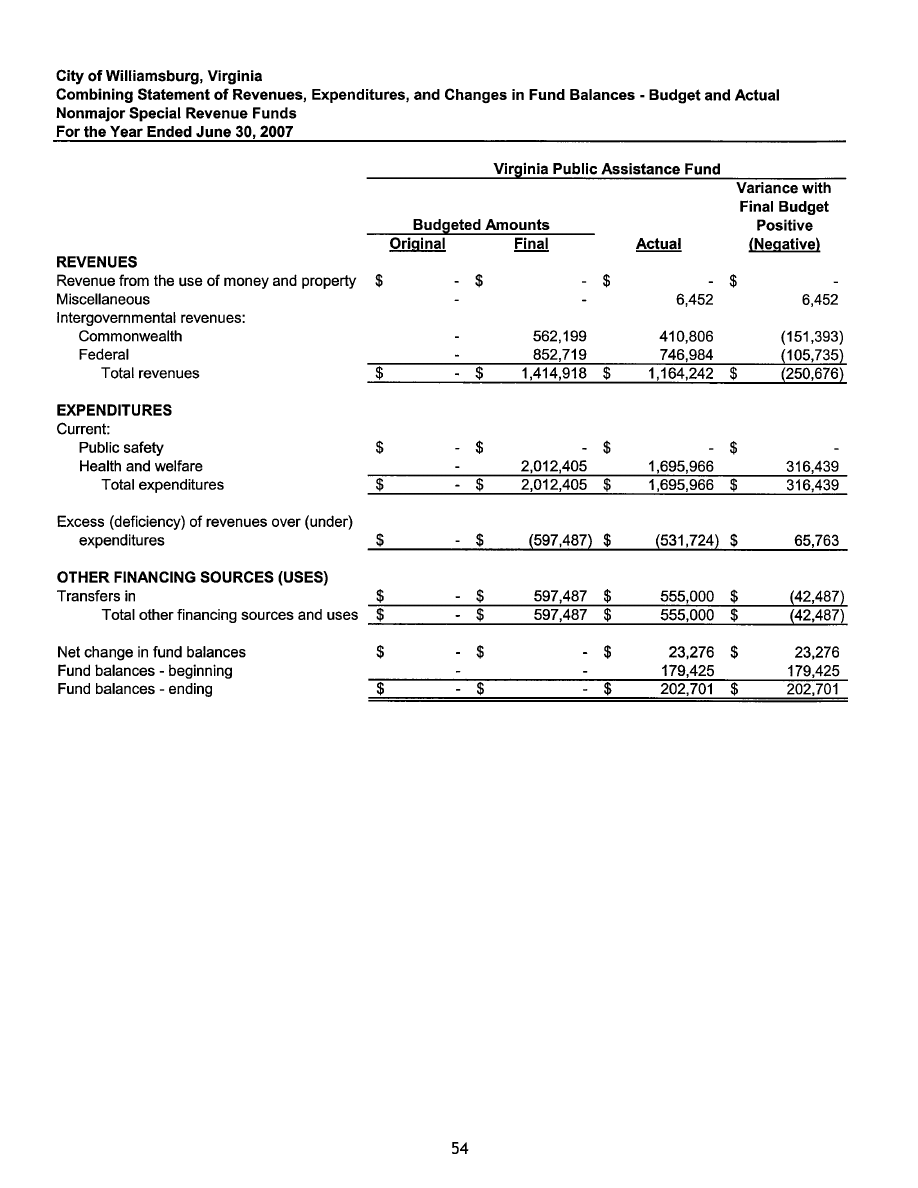 City of Williamsburg, Virginia
Combining Statement of Revenues, Expenditures, and Changes in Fund Balances - Budget and Actual
Nonmajor Special Revenue Funds
For the Year Ended June 30, 2007
Virginia Public Assistance Fund
Variance with
Final Budget
Budgeted Amounts Positive
Original Final Actual (Negative)
REVENUES
Revenue from the use of money and property $ - $ - $ - $ -
Miscellaneous - - 6,452 6,452
Intergovernmental revenues:
Commonwealth - 562,199 410,806 (151,393)
Federal - 852,719 746,984 (105,735)
Total revenues $ - $ 1,414,918 $ 1,164,242 $ (250,676)
EXPENDITURES
Current:
Public safety $ - $ - $ - $ -
Health and welfare - 2,012,405 1,695,966 316,439
Total expenditures $ - $ 2,012,405 $ 1,695,966 $ 316,439
Excess (deficiency) of revenues over (under)
expenditures $ - $ (597,487) $ (531,724) $ 65,763
OTHER FINANCING SOURCES (USES)
Transfers in $ - $ 597,487 $ 555,000 $ (42,487)
Total other financing sources and uses $ - $ 597,487 $ 555,000 $ (42,487)
Net change in fund balances $ - $ - $ 23,276 $ 23,276
Fund balances - beginning - - 179,425 179,425
Fund balances - ending $ - $ - $ 202,701 $ 202,701
54